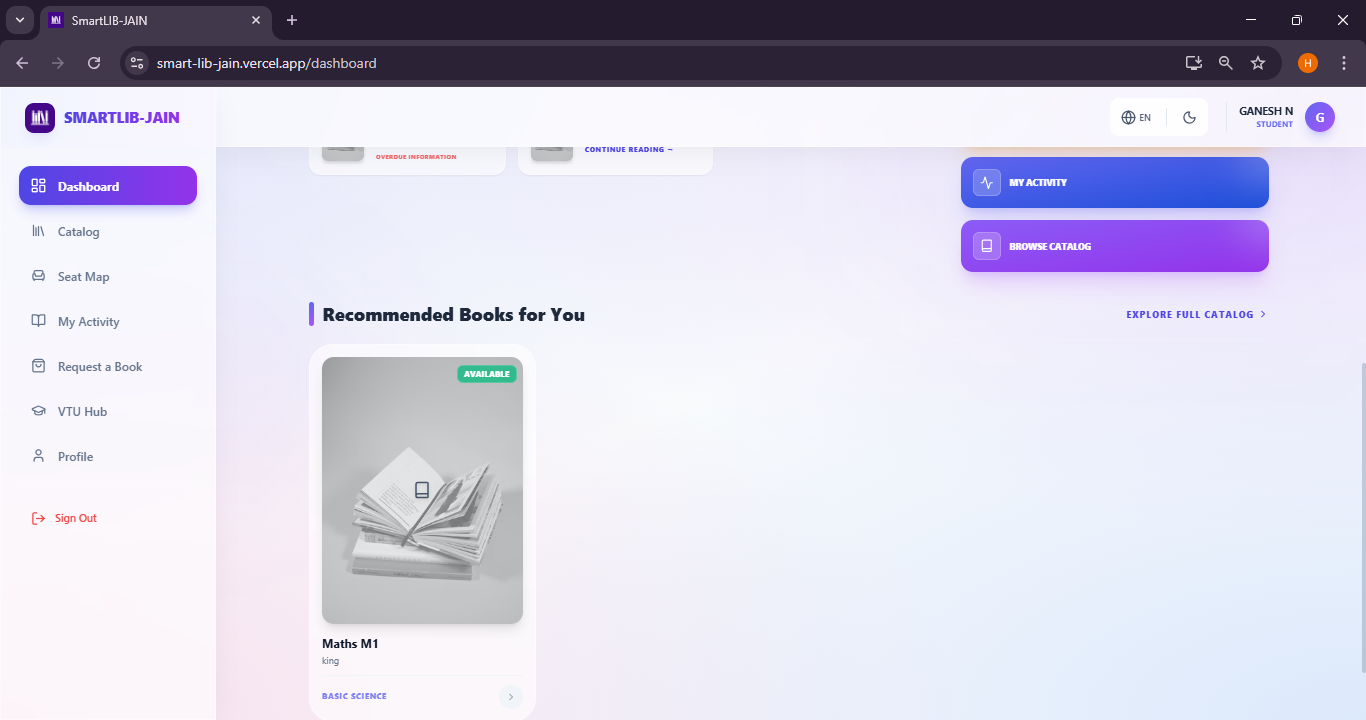 SmartLIB-JAIN
smart-lib-jain.vercel.app/dashboard
H
SMARTLIB-JAIN
EN
GANESH N
STUDENT
G
Dashboard
Catalog
Seat Map
My Activity
Request a Book
VTU Hub
Profile
Sign Out
OVERDUE INFORMATION
CONTINUE READING →
MY ACTIVITY
BROWSE CATALOG
Recommended Books for You
EXPLORE FULL CATALOG
AVAILABLE
Maths M1
king
BASIC SCIENCE